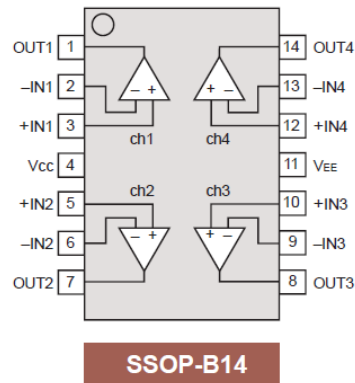 OUT1 1 14 OUT4
–IN1 2 13 –IN4
– + + –
+IN1 3 12 +IN4
ch1 ch4
Vcc 4 11 VEE
ch2 ch3
+IN2 5 10 +IN3
–IN2 6 9 –IN3
– + + –
OUT2 7 8 OUT3
SSOP-B14